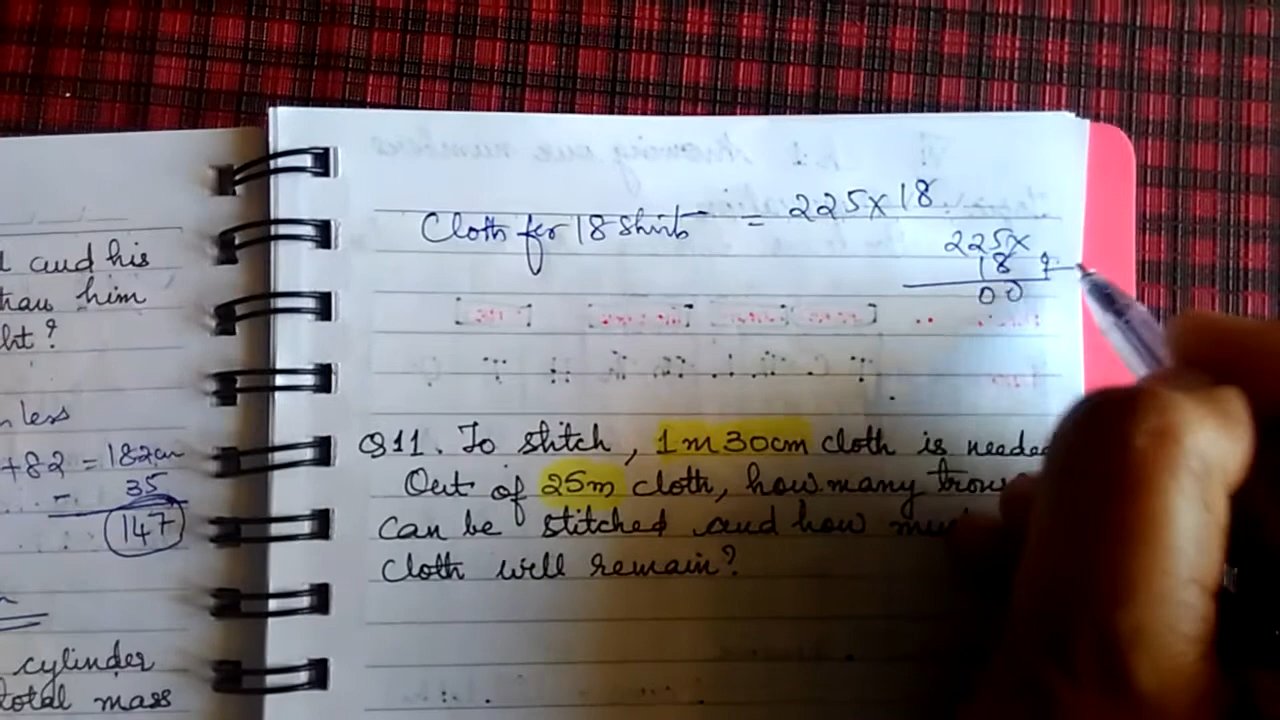 and his
him
ht?
less
+82 = 182cm
- 35
147
cylinder
total mass
Cloth for 18 shirts = 225×18
225×
18
00
Q11. To stitch, 1m 30cm cloth is neede
Out of 25m cloth, how many trou
can be stitched and how mu
cloth will remain?